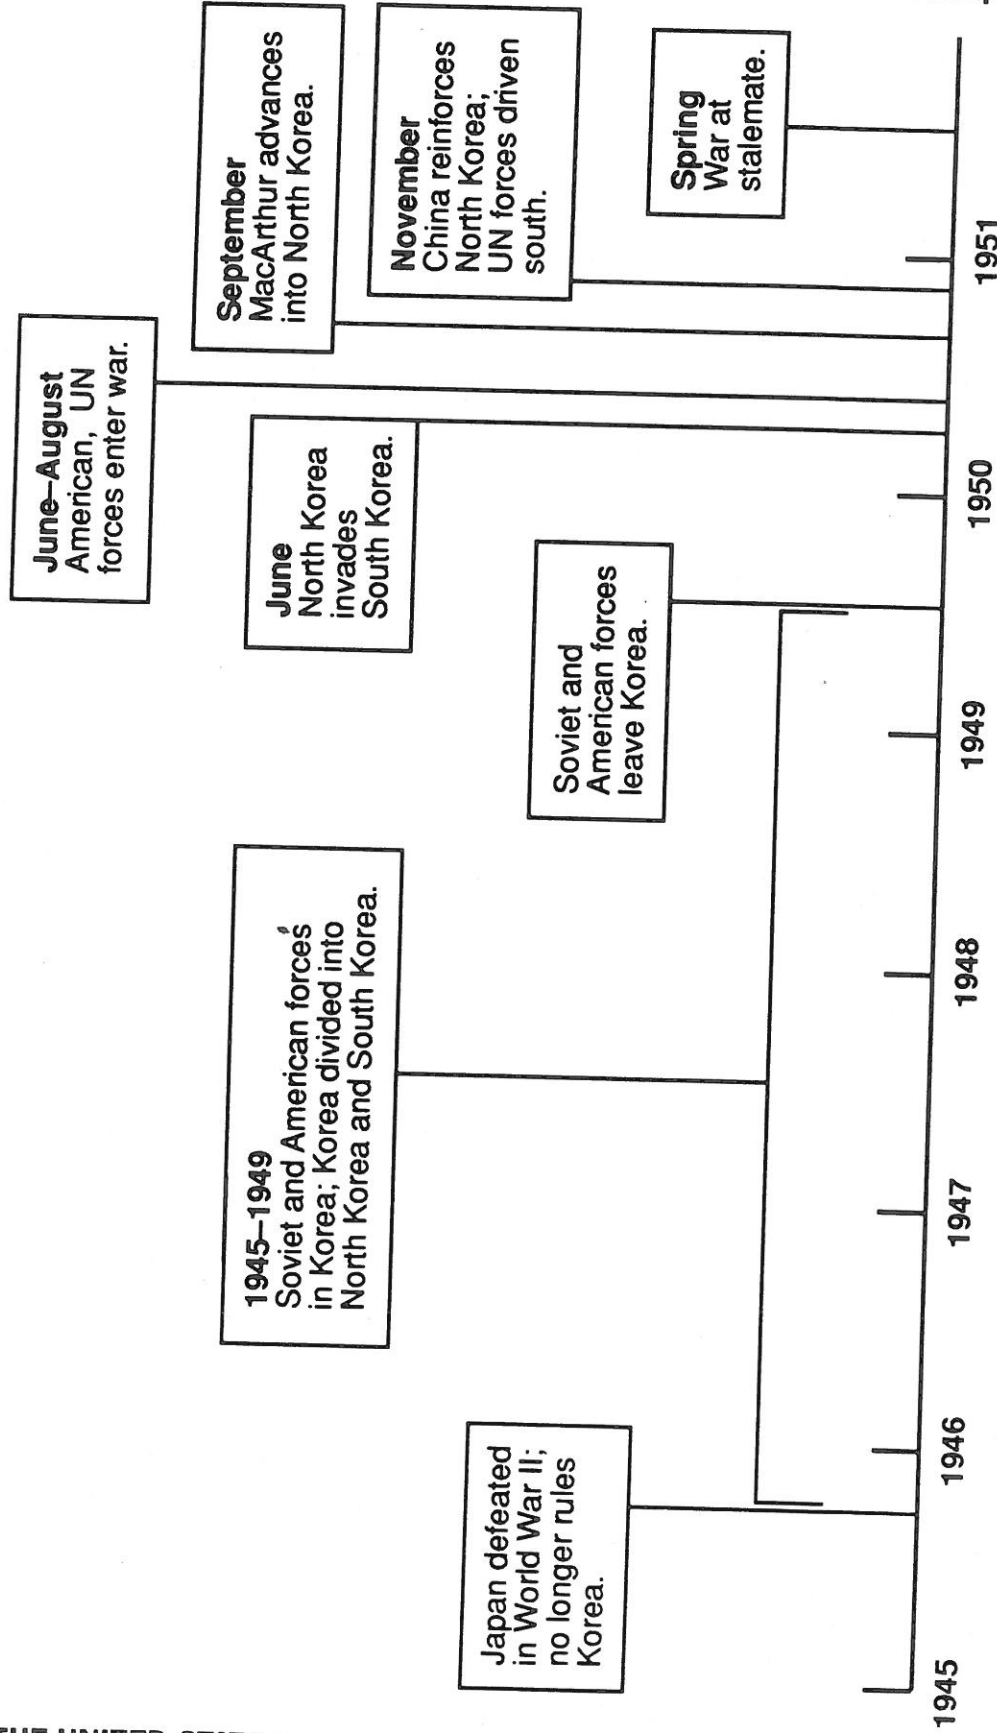 Japan defeated
in World War II;
no longer rules
Korea.
1945–1949
Soviet and American forces
in Korea; Korea divided into
North Korea and South Korea.
Soviet and
American forces
leave Korea.
June
North Korea
invades
South Korea.
June–August
American, UN
forces enter war.
September
MacArthur advances
into North Korea.
November
China reinforces
North Korea;
UN forces driven
south.
Spring
War at
stalemate.
1945
1946
1947
1948
1949
1950
1951